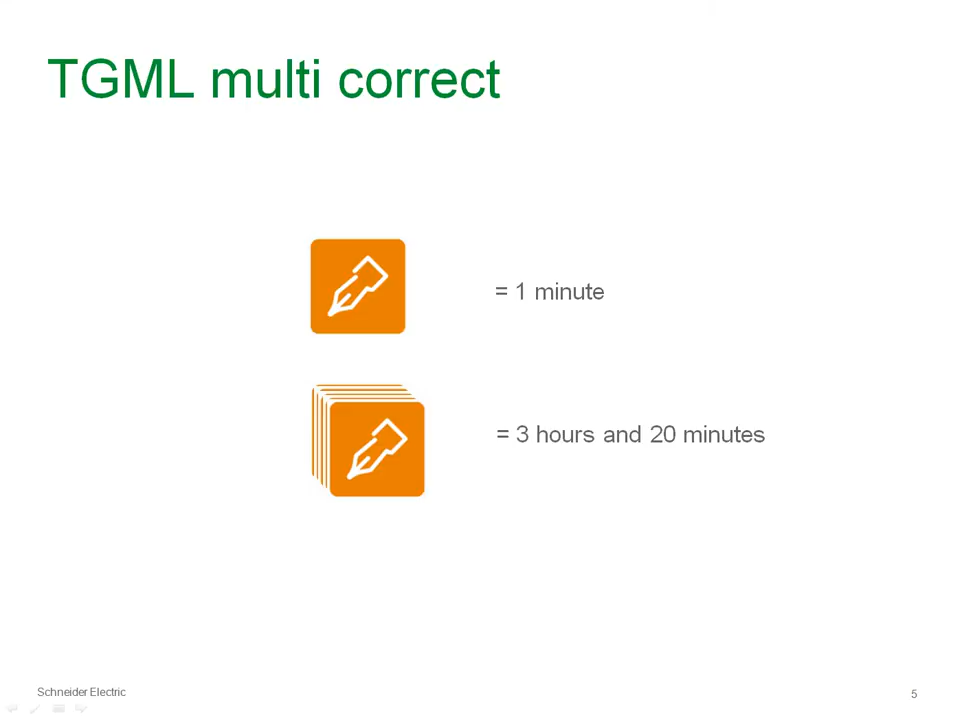 TGML multi correct
= 1 minute
= 3 hours and 20 minutes
Schneider Electric
5